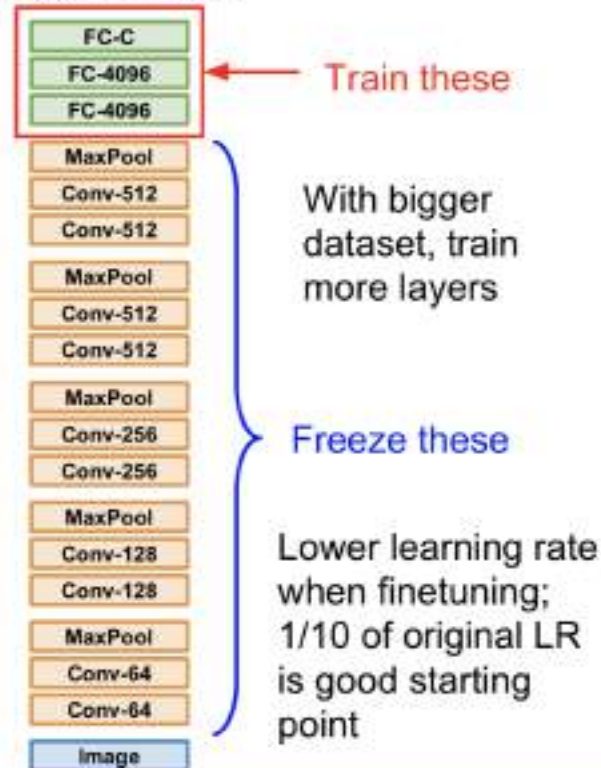 FC-C
FC-4096
FC-4096
Train these
MaxPool
Conv-512
Conv-512
With bigger
dataset, train
more layers
MaxPool
Conv-512
Conv-512
MaxPool
Conv-256
Conv-256
Freeze these
MaxPool
Conv-128
Conv-128
MaxPool
Conv-64
Conv-64
Lower learning rate
when finetuning;
1/10 of original LR
is good starting
point
Image